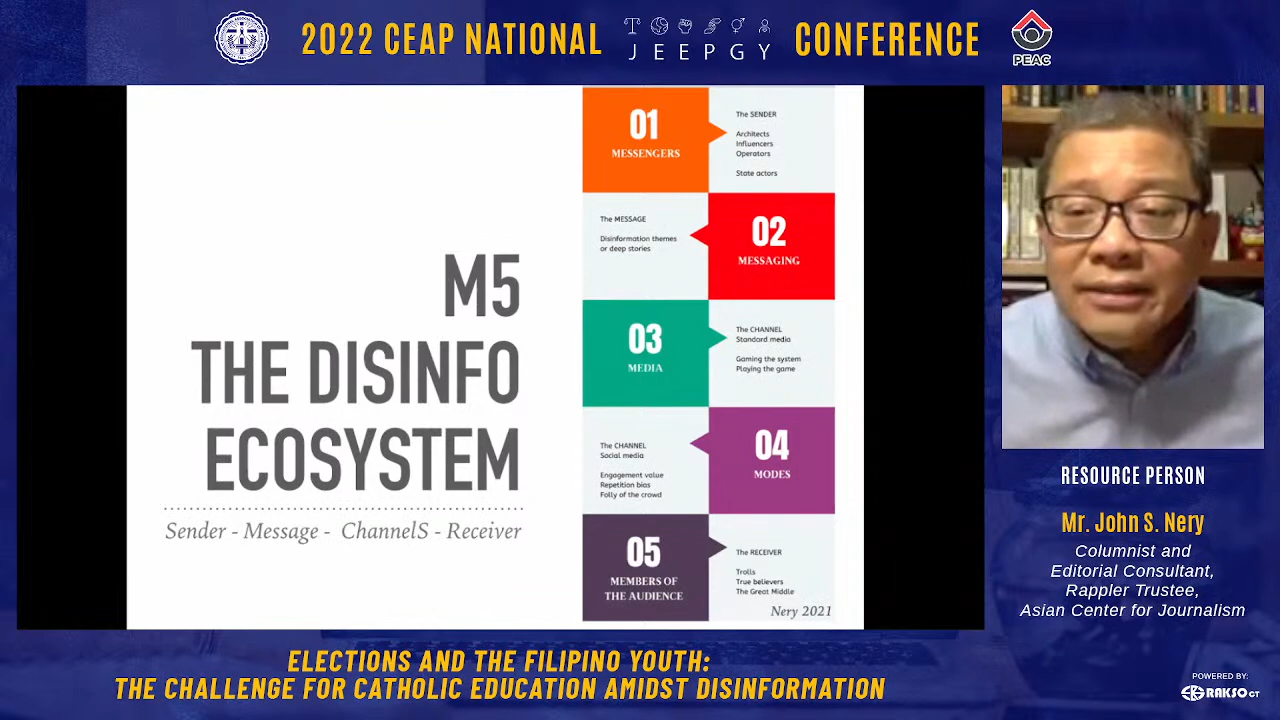 2022 CEAP NATIONAL JEEPGY CONFERENCE
PEAC
M5
THE DISINFO
ECOSYSTEM
Sender - Message - ChannelS - Receiver
01
MESSENGERS
The SENDER
Architects
Influencers
Operators
State actors
The MESSAGE
Disinformation themes
or deep stories
02
MESSAGING
03
MEDIA
The CHANNEL
Standard media
Gaming the system
Playing the game
The CHANNEL
Social media
Engagement value
Repetition bias
Folly of the crowd
04
MODES
05
MEMBERS OF
THE AUDIENCE
The RECEIVER
Trolls
True believers
The Great Middle
Nery 2021
RESOURCE PERSON
Mr. John S. Nery
Columnist and
Editorial Consultant,
Rappler Trustee,
Asian Center for Journalism
ELECTIONS AND THE FILIPINO YOUTH:
THE CHALLENGE FOR CATHOLIC EDUCATION AMIDST DISINFORMATION
POWERED BY:
RAKSO CT